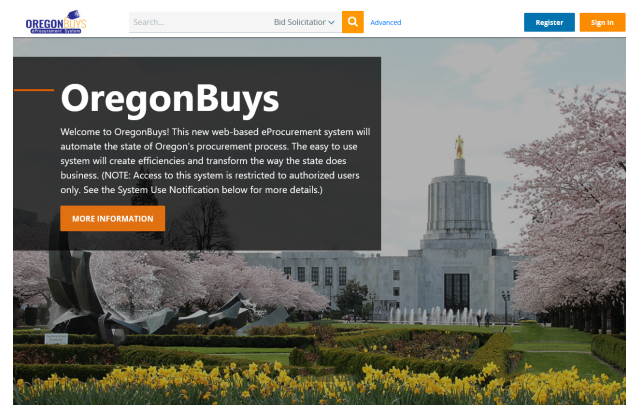 OREGONBUYS
eProcurement System
Search...
Bid Solicitation
Advanced
Register
Sign In
OregonBuys
Welcome to OregonBuys! This new web-based eProcurement system will
automate the state of Oregon's procurement process. The easy to use
system will create efficiencies and transform the way the state does
business. (NOTE: Access to this system is restricted to authorized users
only. See the System Use Notification below for more details.)
MORE INFORMATION